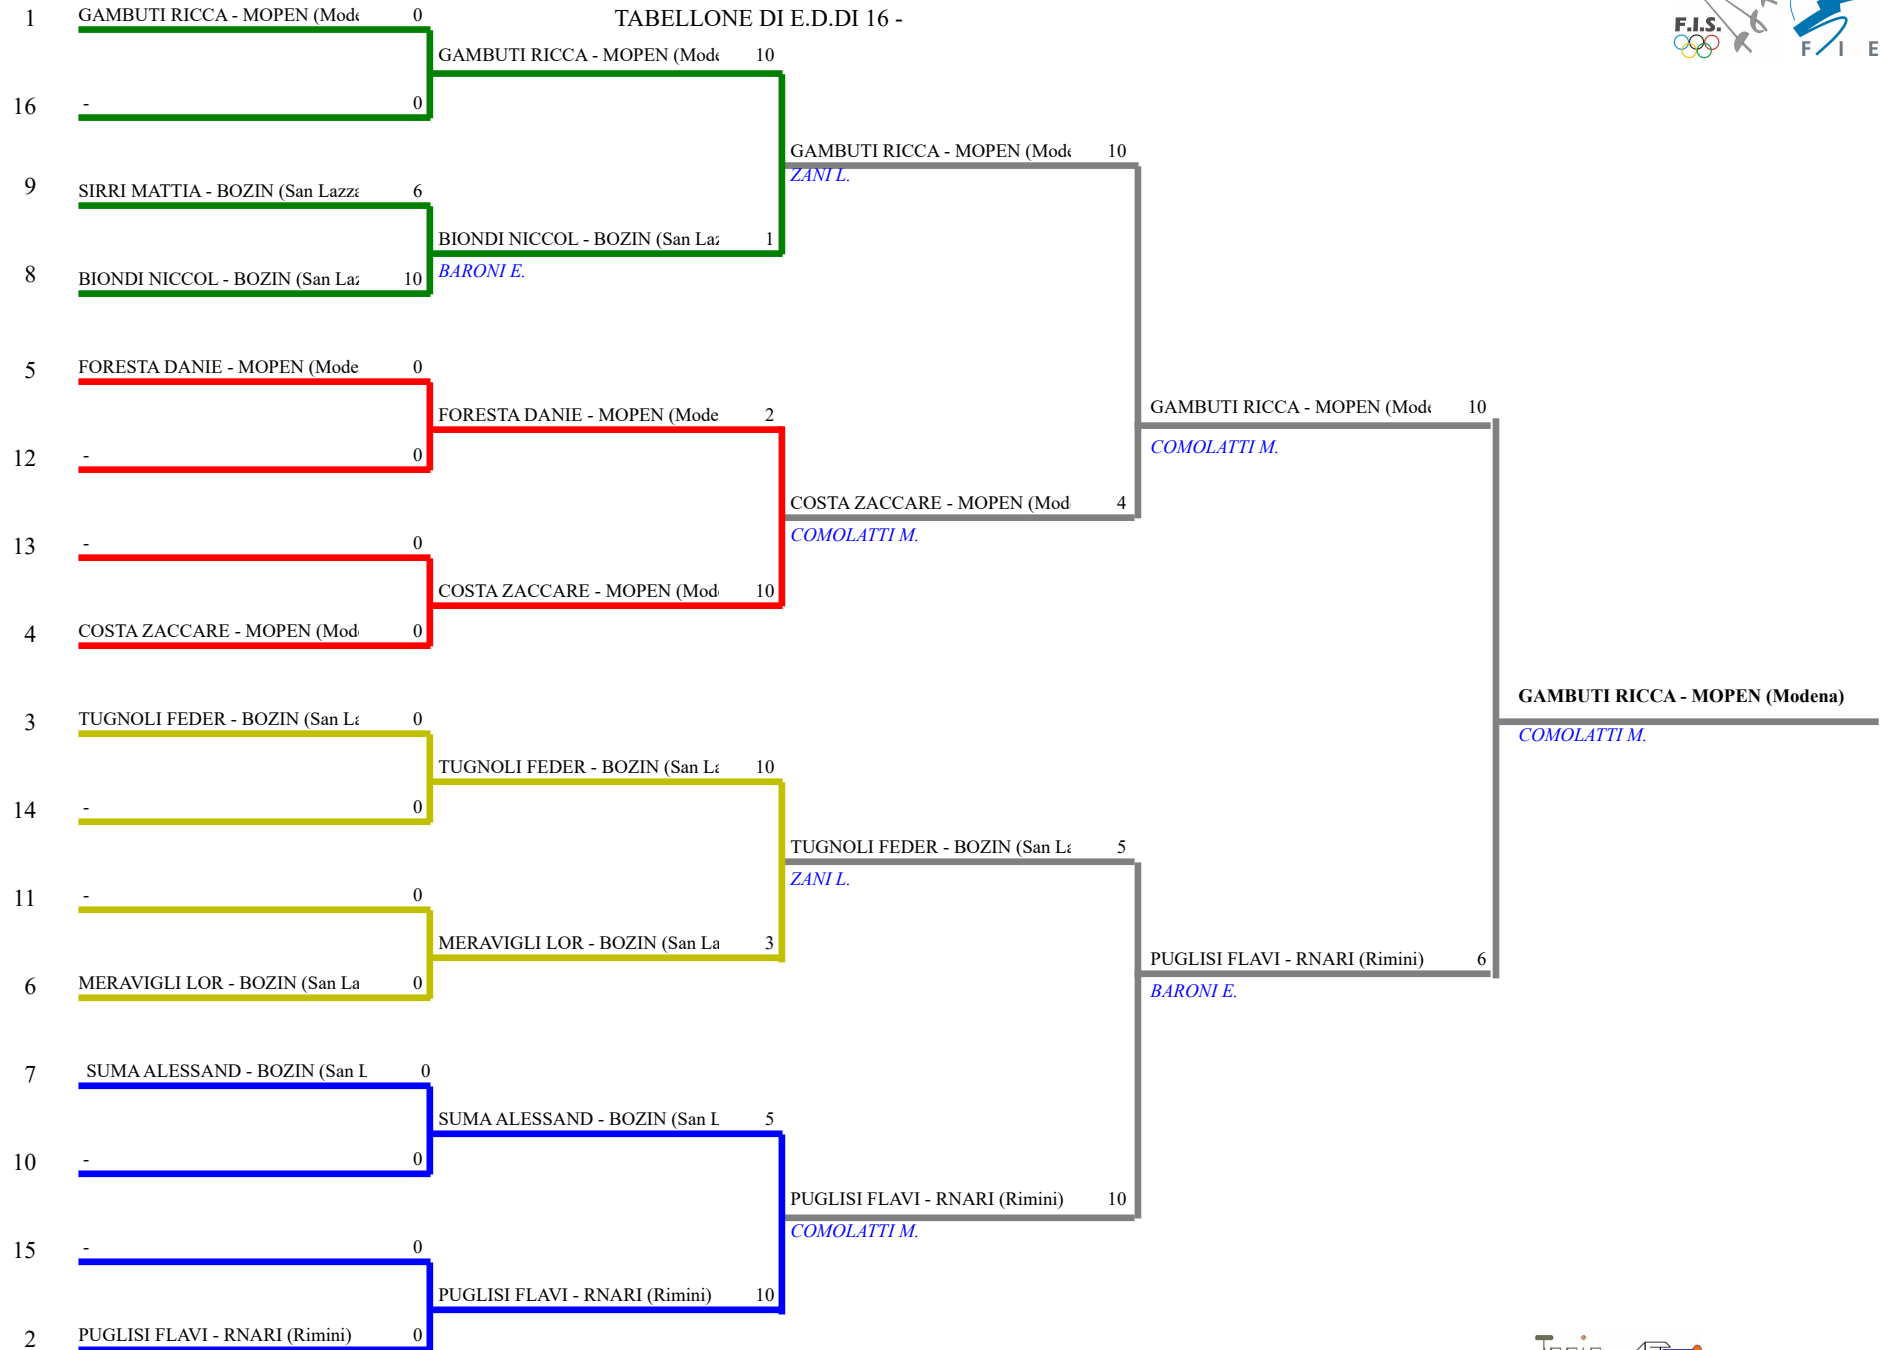 TABELLONE DI E.D.DI 16 -
F.I.S.
F I E
1 GAMBUTI RICCA - MOPEN (Mode 0
GAMBUTI RICCA - MOPEN (Mode 10
16 - 0
GAMBUTI RICCA - MOPEN (Mode 10
ZANI L.
9 SIRRI MATTIA - BOZIN (San Lazza 6
BIONDI NICCOL - BOZIN (San Laz 1
BARONI E.
8 BIONDI NICCOL - BOZIN (San Laz 10
5 FORESTA DANIE - MOPEN (Mode 0
FORESTA DANIE - MOPEN (Mode 2
GAMBUTI RICCA - MOPEN (Mode 10
COMOLATTI M.
12 - 0
COSTA ZACCARE - MOPEN (Mod 4
COMOLATTI M.
13 - 0
COSTA ZACCARE - MOPEN (Mod 10
4 COSTA ZACCARE - MOPEN (Mod 0
GAMBUTI RICCA - MOPEN (Modena)
COMOLATTI M.
3 TUGNOLI FEDER - BOZIN (San La 0
TUGNOLI FEDER - BOZIN (San La 10
14 - 0
TUGNOLI FEDER - BOZIN (San La 5
ZANI L.
11 - 0
MERAVIGLI LOR - BOZIN (San La 3
PUGLISI FLAVI - RNARI (Rimini) 6
BARONI E.
6 MERAVIGLI LOR - BOZIN (San La 0
7 SUMA ALESSAND - BOZIN (San L 0
SUMA ALESSAND - BOZIN (San L 5
10 - 0
PUGLISI FLAVI - RNARI (Rimini) 10
COMOLATTI M.
15 - 0
PUGLISI FLAVI - RNARI (Rimini) 10
2 PUGLISI FLAVI - RNARI (Rimini) 0